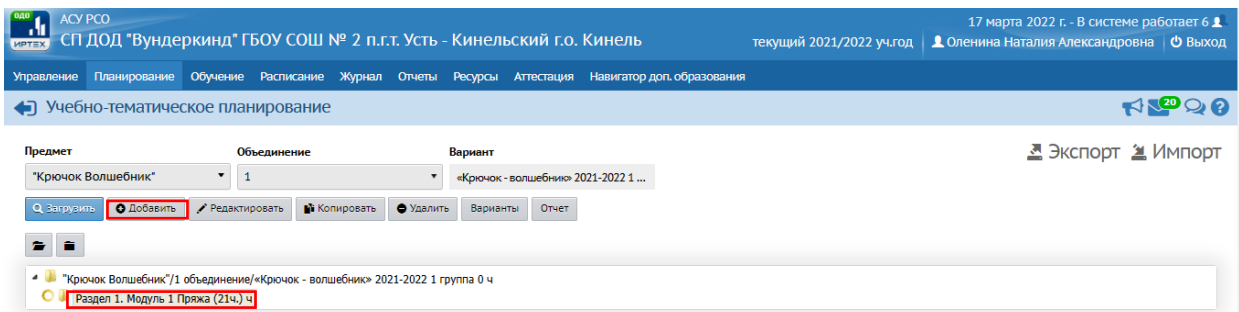 одо
ИРТЕХ
АСУ РСО
17 марта 2022 г. - В системе работает 6
СП ДОД "Вундеркинд" ГБОУ СОШ № 2 п.г.т. Усть - Кинельский г.о. Кинель
текущий 2021/2022 уч.год
Оленина Наталия Александровна
Выход
Управление Планирование Обучение Расписание Журнал Отчеты Ресурсы Аттестация Навигатор доп. образования
Учебно-тематическое планирование
20
Предмет Объединение Вариант
Экспорт Импорт
"Крючок Волшебник" 1 «Крючок - волшебник» 2021-2022 1 ...
Загрузить Добавить Редактировать Копировать Удалить Варианты Отчет
"Крючок Волшебник"/1 объединение/«Крючок - волшебник» 2021-2022 1 группа 0 ч
Раздел 1. Модуль 1 Пряжа (21ч.) ч